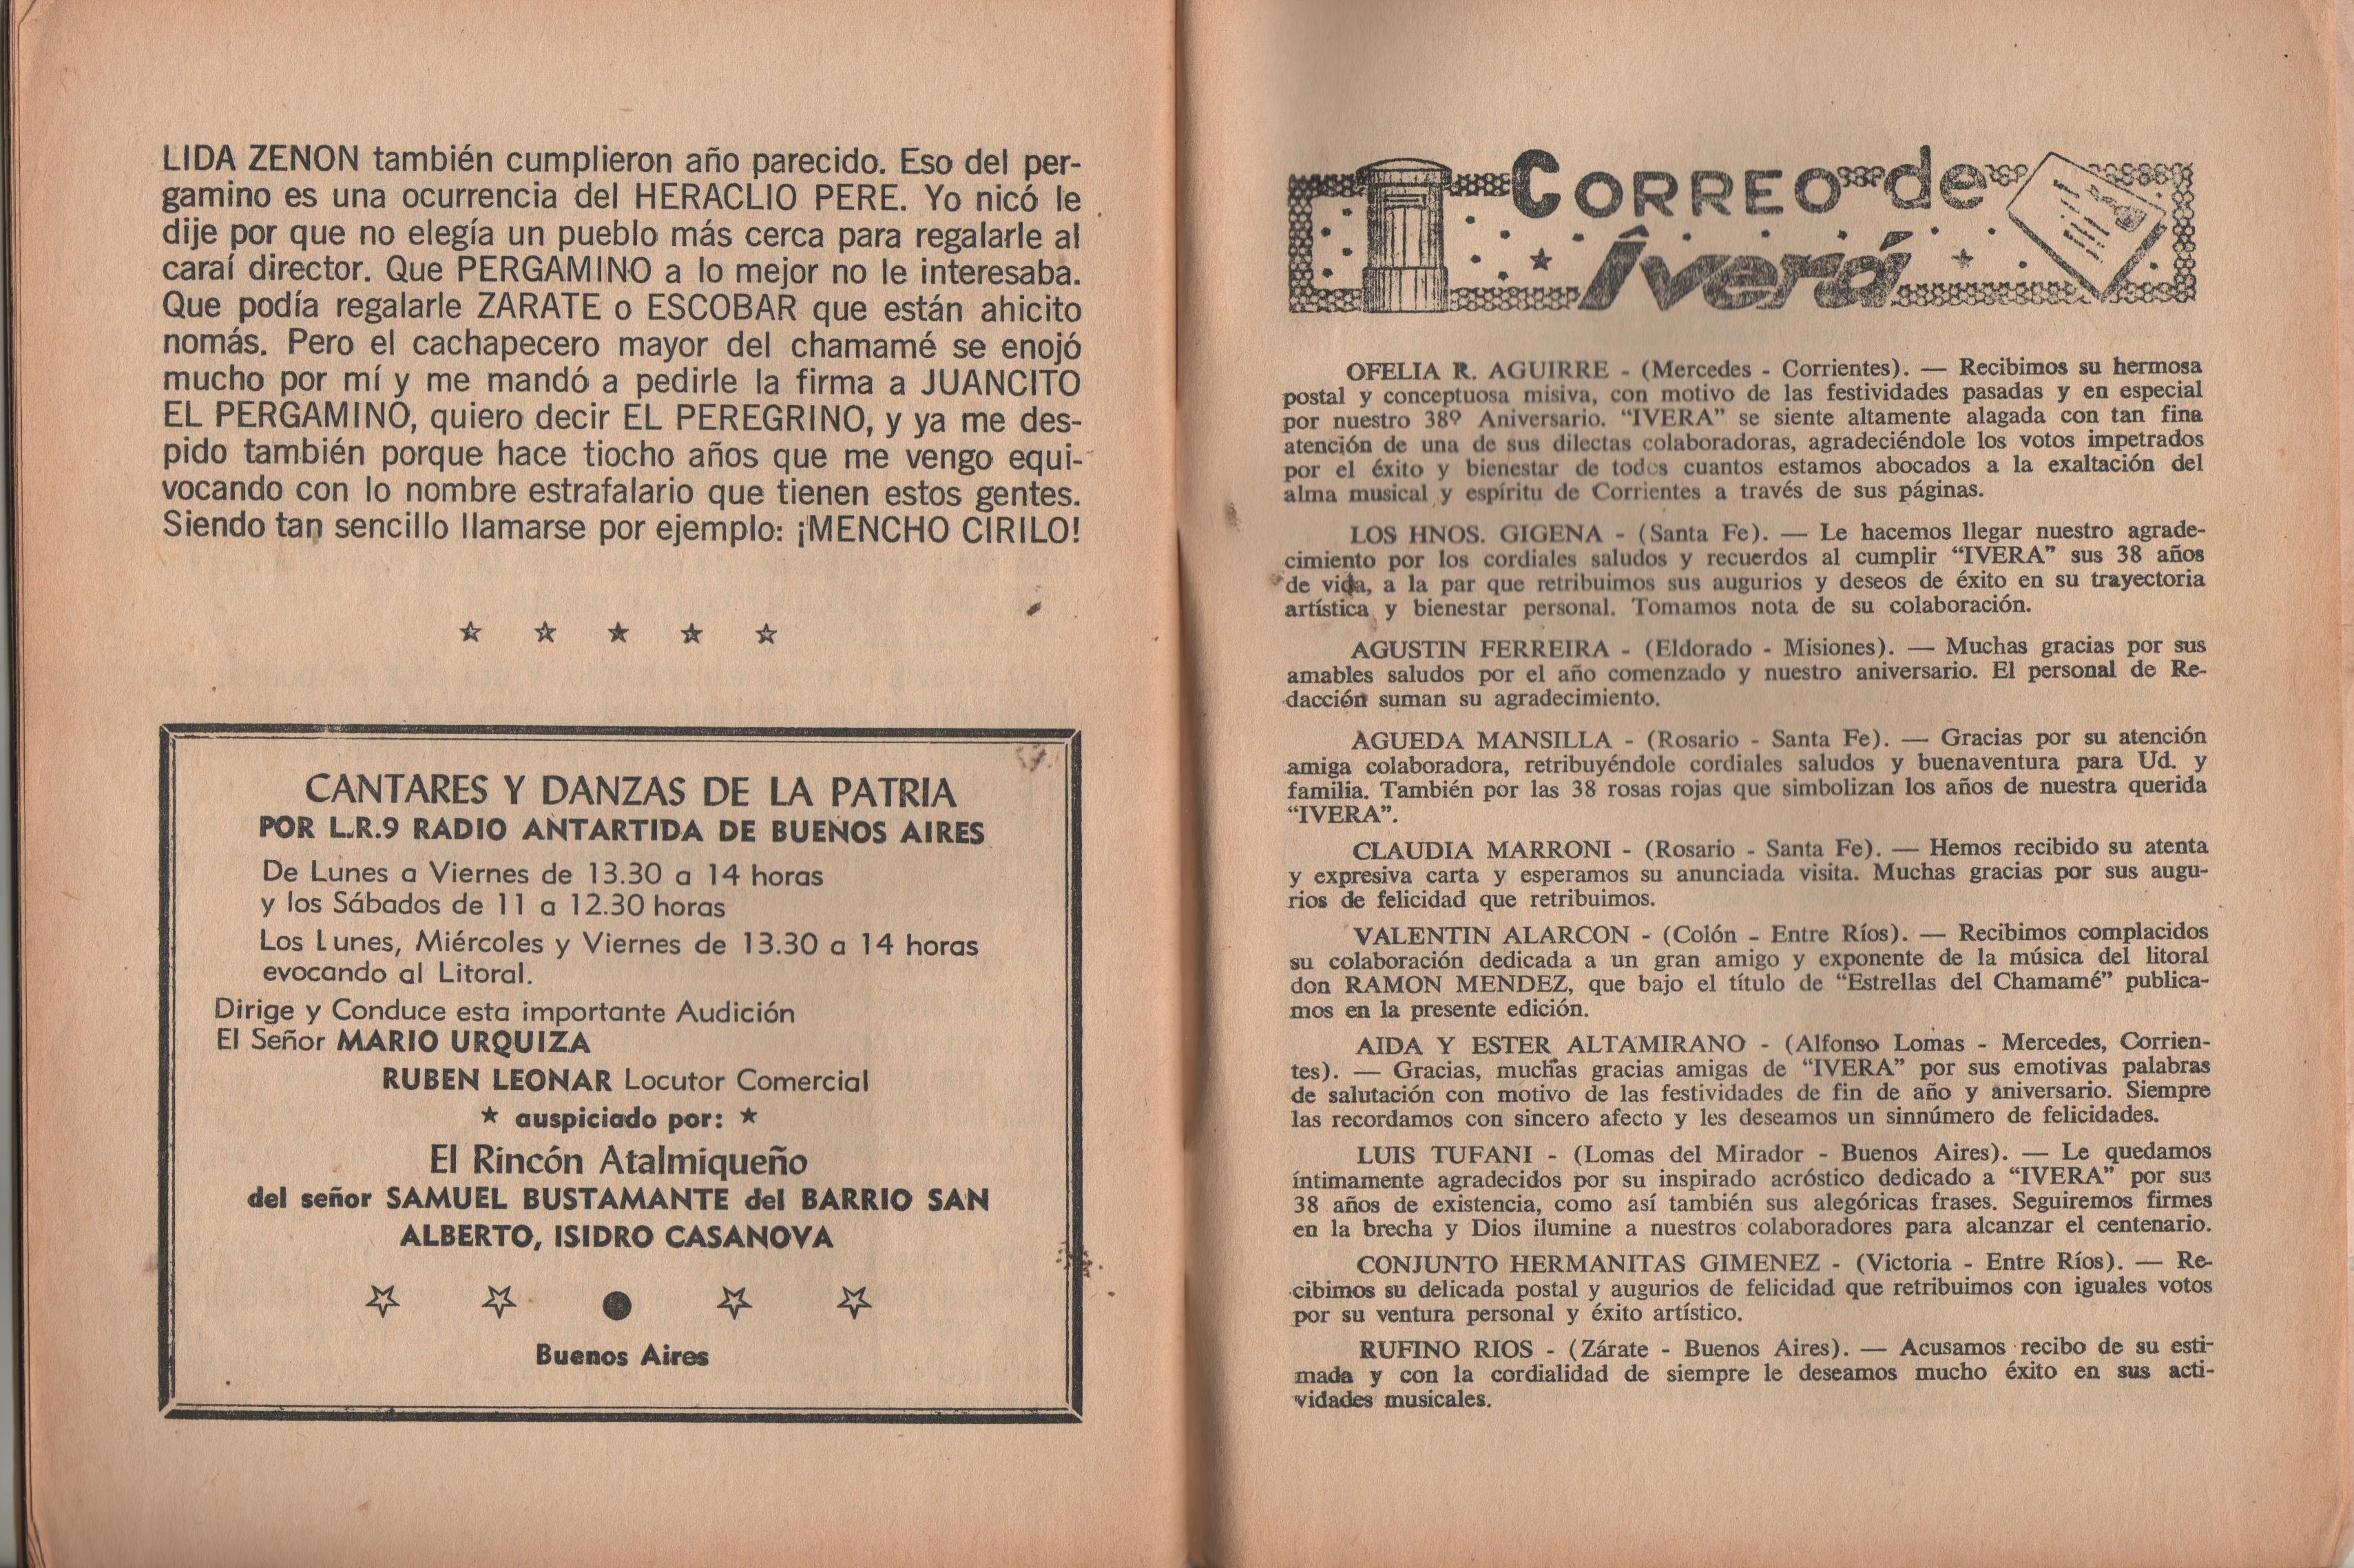 LIDA ZENON también cumplieron año parecido. Eso del per-
gamino es una ocurrencia del HERACLIO PERE. Yo nicó le
dije por que no elegía un pueblo más cerca para regalarle al
caraí director. Que PERGAMINO a lo mejor no le interesaba.
Que podía regalarle ZARATE o ESCOBAR que están ahicito
nomás. Pero el cachapecero mayor del chamamé se enojó
mucho por mí y me mandó a pedirle la firma a JUANCITO
EL PERGAMINO, quiero decir EL PEREGRINO, y ya me des-
pido también porque hace tiocho años que me vengo equi-
vocando con lo nombre estrafalario que tienen estos gentes.
Siendo tan sencillo llamarse por ejemplo: ¡MENCHO CIRILO!
CANTARES Y DANZAS DE LA PATRIA
POR L.R.9 RADIO ANTARTIDA DE BUENOS AIRES
De Lunes a Viernes de 13.30 a 14 horas
y los Sábados de 11 a 12.30 horas
Los Lunes, Miércoles y Viernes de 13.30 a 14 horas
evocando al Litoral.
Dirige y Conduce esta importante Audición
El Señor MARIO URQUIZA
RUBEN LEONAR Locutor Comercial
★ auspiciado por: ★
El Rincón Atalmiqueño
del señor SAMUEL BUSTAMANTE del BARRIO SAN
ALBERTO, ISIDRO CASANOVA
Buenos Aires
CORREO de
Iverá
OFELIA R. AGUIRRE - (Mercedes - Corrientes). — Recibimos su hermosa
postal y conceptuosa misiva, con motivo de las festividades pasadas y en especial
por nuestro 38º Aniversario. “IVERA” se siente altamente alagada con tan fina
atención de una de sus dilectas colaboradoras, agradeciéndole los votos impetrados
por el éxito y bienestar de todos cuantos estamos abocados a la exaltación del
alma musical y espíritu de Corrientes a través de sus páginas.
LOS HNOS. GIGENA - (Santa Fe). — Le hacemos llegar nuestro agrade-
cimiento por los cordiales saludos y recuerdos al cumplir “IVERA” sus 38 años
de vida, a la par que retribuimos sus augurios y deseos de éxito en su trayectoria
artística y bienestar personal. Tomamos nota de su colaboración.
AGUSTIN FERREIRA - (Eldorado - Misiones). — Muchas gracias por sus
amables saludos por el año comenzado y nuestro aniversario. El personal de Re-
dacción suman su agradecimiento.
AGUEDA MANSILLA - (Rosario - Santa Fe). — Gracias por su atención
amiga colaboradora, retribuyéndole cordiales saludos y buenaventura para Ud. y
familia. También por las 38 rosas rojas que simbolizan los años de nuestra querida
“IVERA”.
CLAUDIA MARRONI - (Rosario - Santa Fe). — Hemos recibido su atenta
y expresiva carta y esperamos su anunciada visita. Muchas gracias por sus augu-
rios de felicidad que retribuimos.
VALENTIN ALARCON - (Colón - Entre Ríos). — Recibimos complacidos
su colaboración dedicada a un gran amigo y exponente de la música del litoral
don RAMON MENDEZ, que bajo el título de “Estrellas del Chamamé” publica-
mos en la presente edición.
AIDA Y ESTER ALTAMIRANO - (Alfonso Lomas - Mercedes, Corrien-
tes). — Gracias, muchas gracias amigas de “IVERA” por sus emotivas palabras
de salutación con motivo de las festividades de fin de año y aniversario. Siempre
las recordamos con sincero afecto y les deseamos un sinnúmero de felicidades.
LUIS TUFANI - (Lomas del Mirador - Buenos Aires). — Le quedamos
íntimamente agradecidos por su inspirado acróstico dedicado a “IVERA” por sus
38 años de existencia, como así también sus alegóricas frases. Seguiremos firmes
en la brecha y Dios ilumine a nuestros colaboradores para alcanzar el centenario.
CONJUNTO HERMANITAS GIMENEZ - (Victoria - Entre Ríos). — Re-
cibimos su delicada postal y augurios de felicidad que retribuimos con iguales votos
por su ventura personal y éxito artístico.
RUFINO RIOS - (Zárate - Buenos Aires). — Acusamos recibo de su esti-
mada y con la cordialidad de siempre le deseamos mucho éxito en sus acti-
vidades musicales.